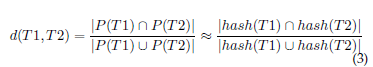 d(T1,T2) = |P(T1) ∩ P(T2)| / |P(T1) ∪ P(T2)| ≈ |hash(T1) ∩ hash(T2)| / |hash(T1) ∪ hash(T2)|
(3)